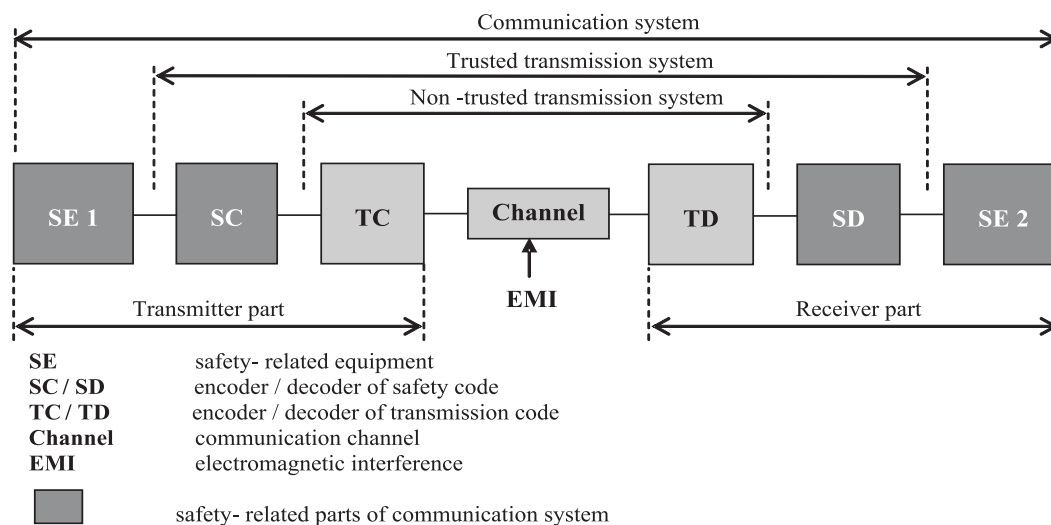 Communication system
Trusted transmission system
Non -trusted transmission system
SE 1 SC TC Channel TD SD SE 2
EMI
Transmitter part Receiver part
SE safety- related equipment
SC / SD encoder / decoder of safety code
TC / TD encoder / decoder of transmission code
Channel communication channel
EMI electromagnetic interference
safety- related parts of communication system